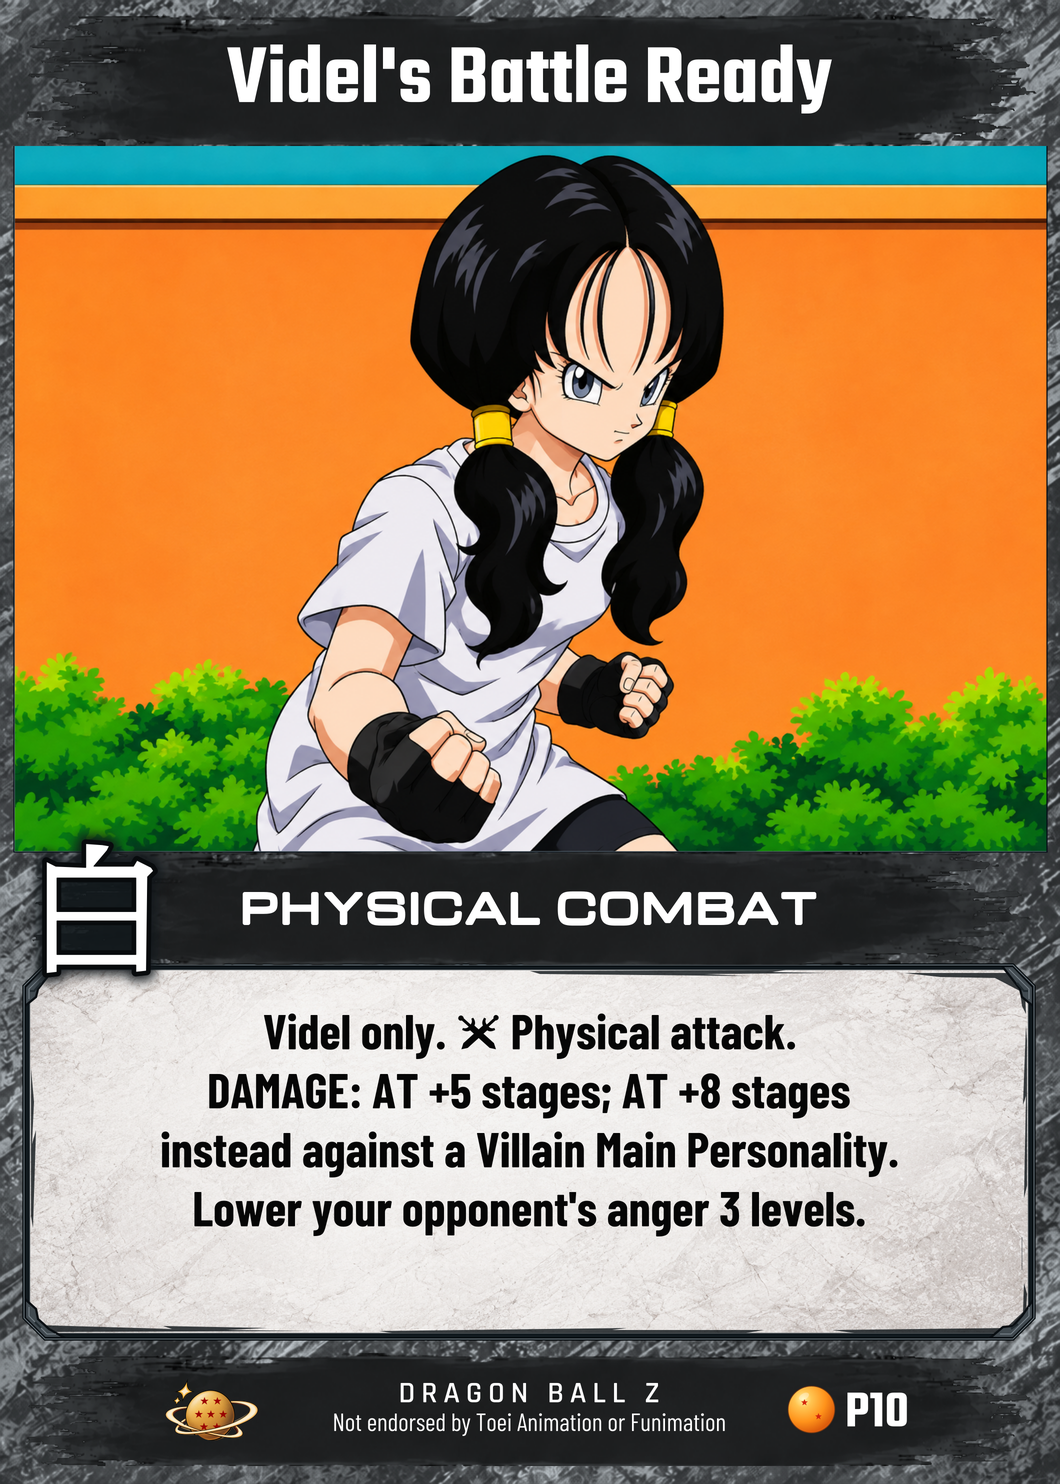 Videl's Battle Ready
白
PHYSICAL COMBAT
Videl only. Physical attack.
DAMAGE: AT +5 stages; AT +8 stages
instead against a Villain Main Personality.
Lower your opponent's anger 3 levels.
DRAGON BALL Z
Not endorsed by Toei Animation or Funimation
P10